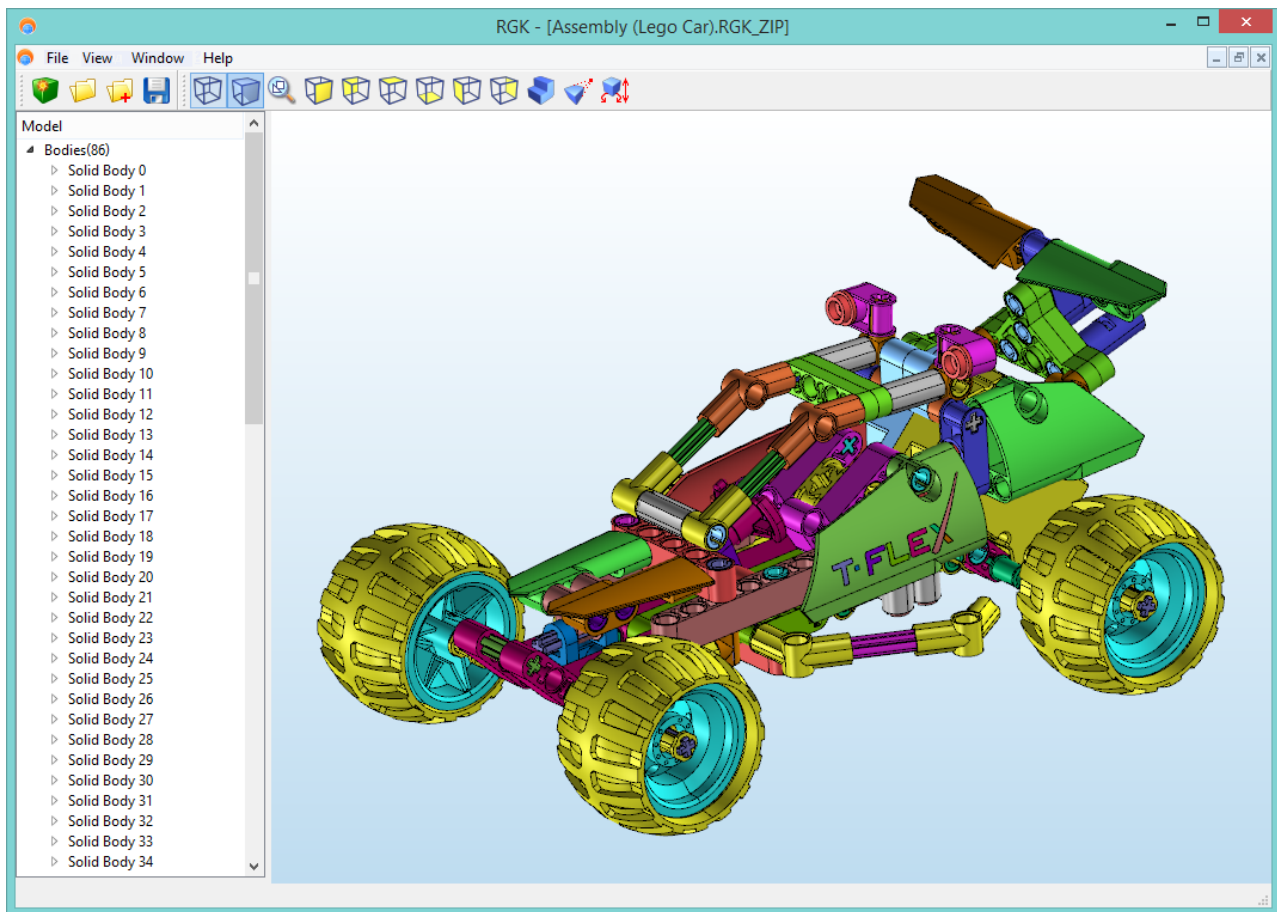 RGK - [Assembly (Lego Car).RGK_ZIP]
File View Window Help
Model
Bodies(86)
Solid Body 0
Solid Body 1
Solid Body 2
Solid Body 3
Solid Body 4
Solid Body 5
Solid Body 6
Solid Body 7
Solid Body 8
Solid Body 9
Solid Body 10
Solid Body 11
Solid Body 12
Solid Body 13
Solid Body 14
Solid Body 15
Solid Body 16
Solid Body 17
Solid Body 18
Solid Body 19
Solid Body 20
Solid Body 21
Solid Body 22
Solid Body 23
Solid Body 24
Solid Body 25
Solid Body 26
Solid Body 27
Solid Body 28
Solid Body 29
Solid Body 30
Solid Body 31
Solid Body 32
Solid Body 33
Solid Body 34
T·FLEX